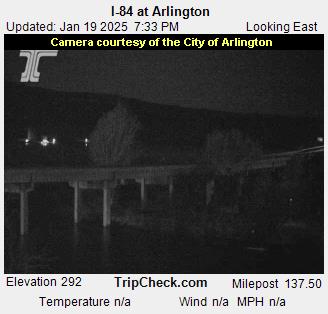 I-84 at Arlington
Updated: Jan 19 2025 7:33 PM Looking East
Camera courtesy of the City of Arlington
Elevation 292 TripCheck.com Milepost 137.50
Temperature n/a Wind n/a MPH n/a